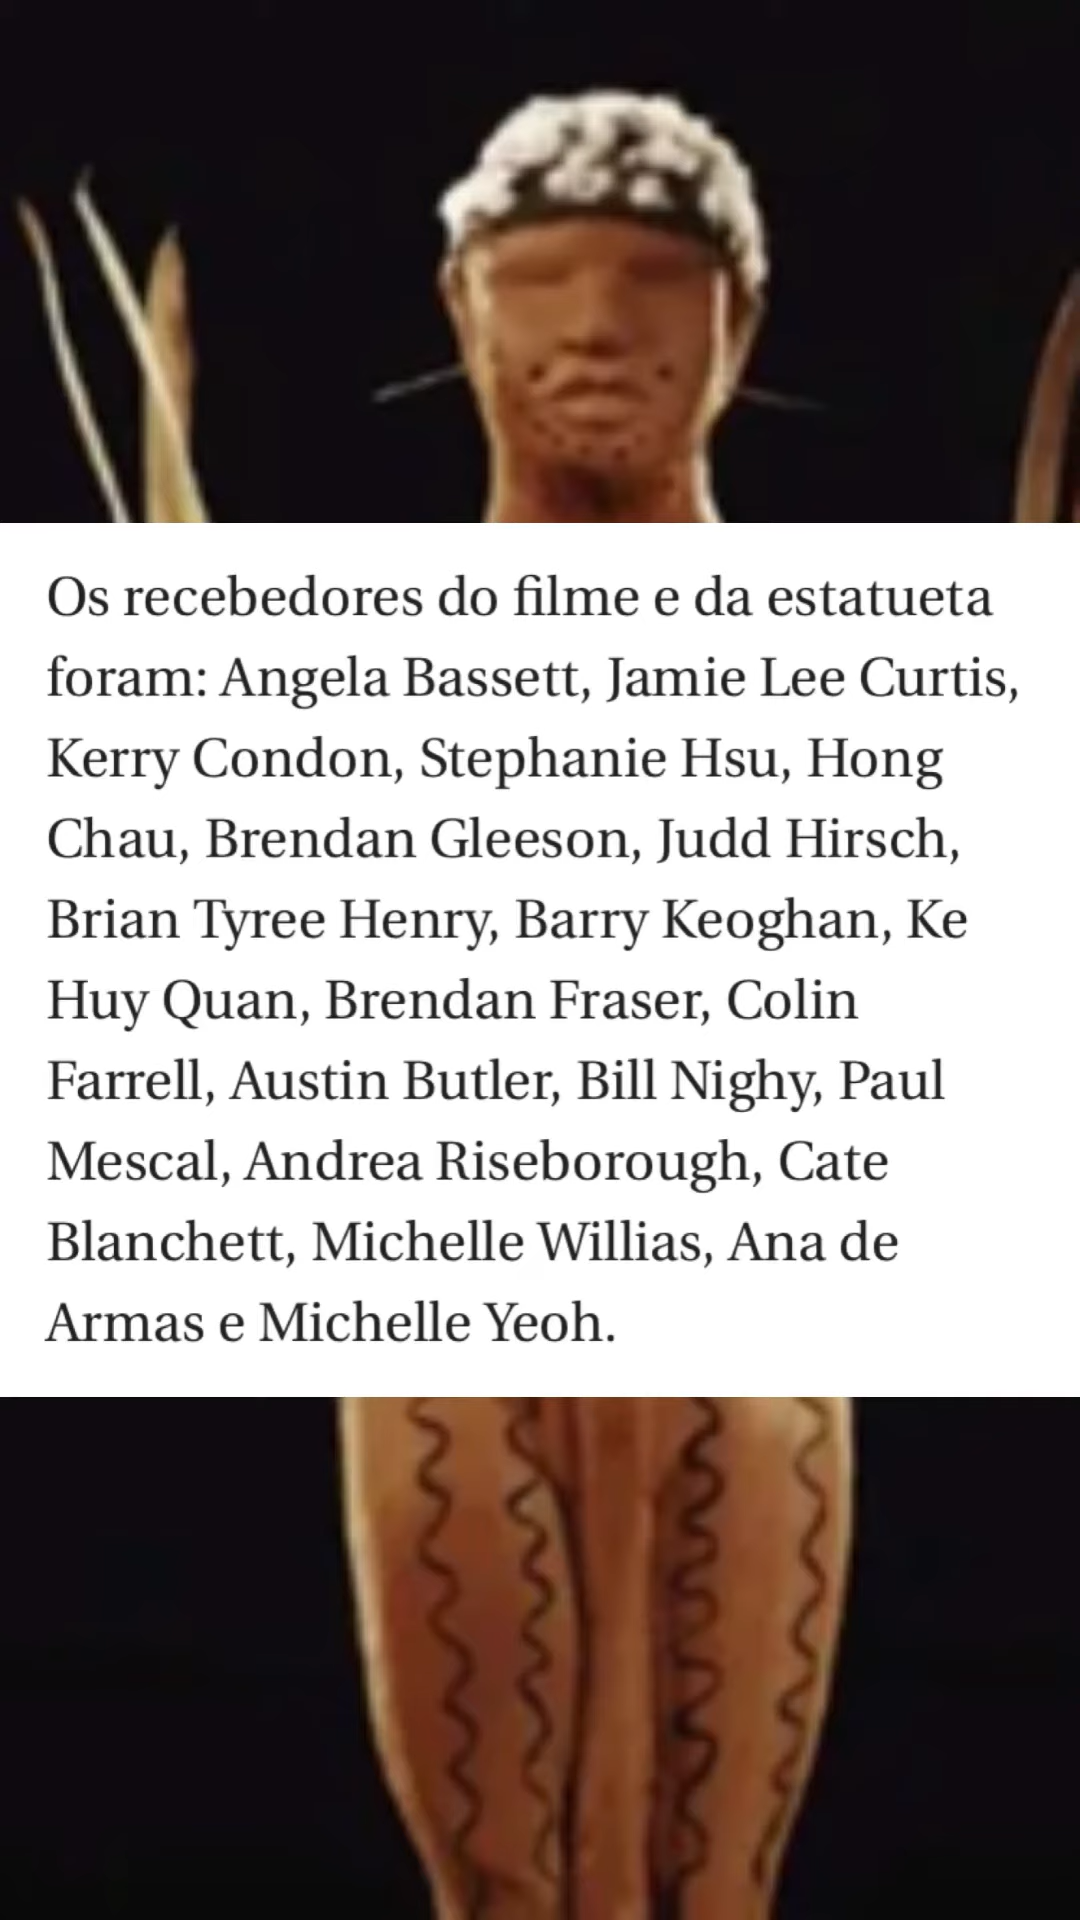 Os recebedores do filme e da estatueta
foram: Angela Bassett, Jamie Lee Curtis,
Kerry Condon, Stephanie Hsu, Hong
Chau, Brendan Gleeson, Judd Hirsch,
Brian Tyree Henry, Barry Keoghan, Ke
Huy Quan, Brendan Fraser, Colin
Farrell, Austin Butler, Bill Nighy, Paul
Mescal, Andrea Riseborough, Cate
Blanchett, Michelle Willias, Ana de
Armas e Michelle Yeoh.